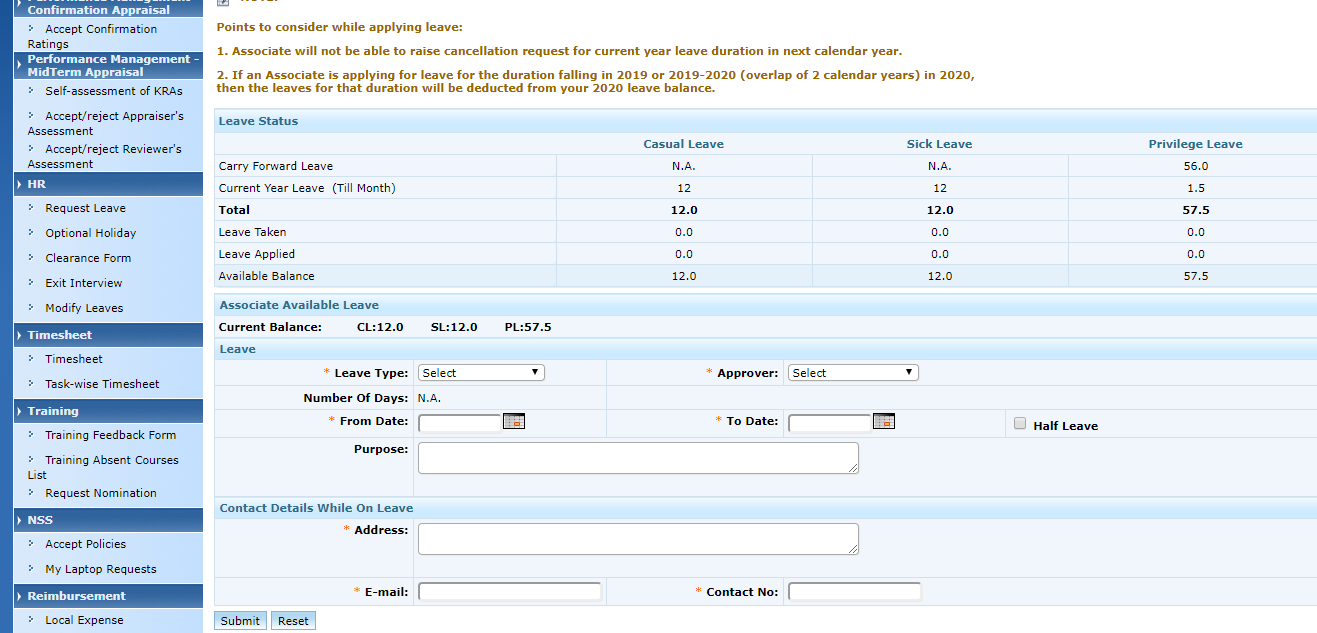 Confirmation Appraisal
Accept Confirmation
Ratings
Performance Management -
MidTerm Appraisal
Self-assessment of KRAs
Accept/reject Appraiser's
Assessment
Accept/reject Reviewer's
Assessment
HR
Request Leave
Optional Holiday
Clearance Form
Exit Interview
Modify Leaves
Timesheet
Timesheet
Task-wise Timesheet
Training
Training Feedback Form
Training Absent Courses
List
Request Nomination
NSS
Accept Policies
My Laptop Requests
Reimbursement
Local Expense
Points to consider while applying leave:
1. Associate will not be able to raise cancellation request for current year leave duration in next calendar year.
2. If an Associate is applying for leave for the duration falling in 2019 or 2019-2020 (overlap of 2 calendar years) in 2020,
then the leaves for that duration will be deducted from your 2020 leave balance.
Leave Status
Casual Leave Sick Leave Privilege Leave
Carry Forward Leave N.A. N.A. 56.0
Current Year Leave (Till Month) 12 12 1.5
Total 12.0 12.0 57.5
Leave Taken 0.0 0.0 0.0
Leave Applied 0.0 0.0 0.0
Available Balance 12.0 12.0 57.5
Associate Available Leave
Current Balance: CL:12.0 SL:12.0 PL:57.5
Leave
* Leave Type: Select * Approver: Select
Number Of Days: N.A.
* From Date: * To Date: Half Leave
Purpose:
Contact Details While On Leave
* Address:
* E-mail: * Contact No:
Submit Reset